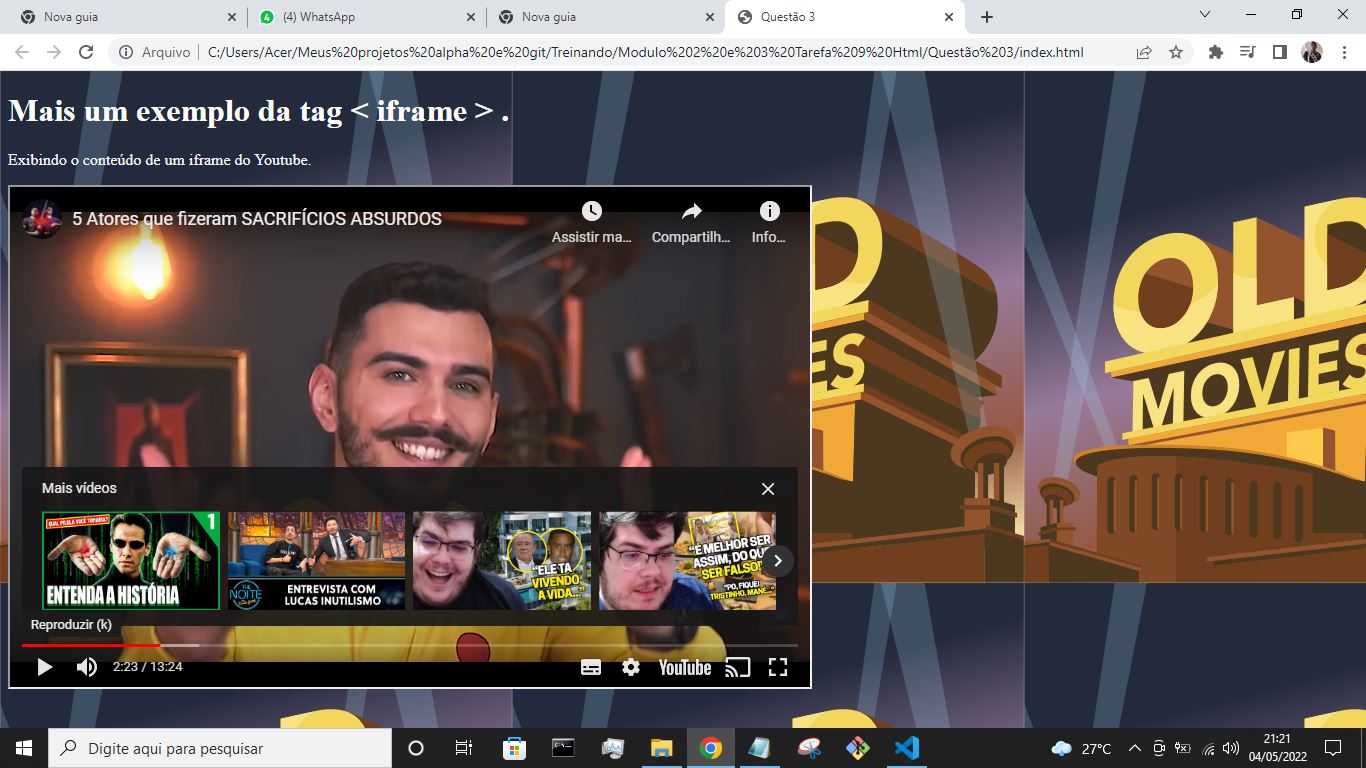 Nova guia
(4) WhatsApp
Nova guia
Questão 3
Arquivo
C:/Users/Acer/Meus%20projetos%20alpha%20e%20git/Treinando/Modulo%202%20e%203%20Tarefa%209%20Html/Questão%203/index.html
Mais um exemplo da tag < iframe > .
Exibindo o conteúdo de um iframe do Youtube.
5 Atores que fizeram SACRIFÍCIOS ABSURDOS
Assistir ma...
Compartilh...
Info...
OLD
MOVIES
D
ES
Mais vídeos
QUAL PÍLULA VOCÊ TOMARIA?
1
ENTENDA A HISTÓRIA
THE
NOITE
ENTREVISTA COM
LUCAS INUTILISMO
"ELE TA
VIVENDO
A VIDA..."
"É MELHOR SER
ASSIM, DO QUE
SER FALSO!"
"PO, FIQUEI
TRISTINHO, MANE..."
Reproduzir (k)
2:23 / 13:24
YouTube
Digite aqui para pesquisar
27°C
21:21
04/05/2022